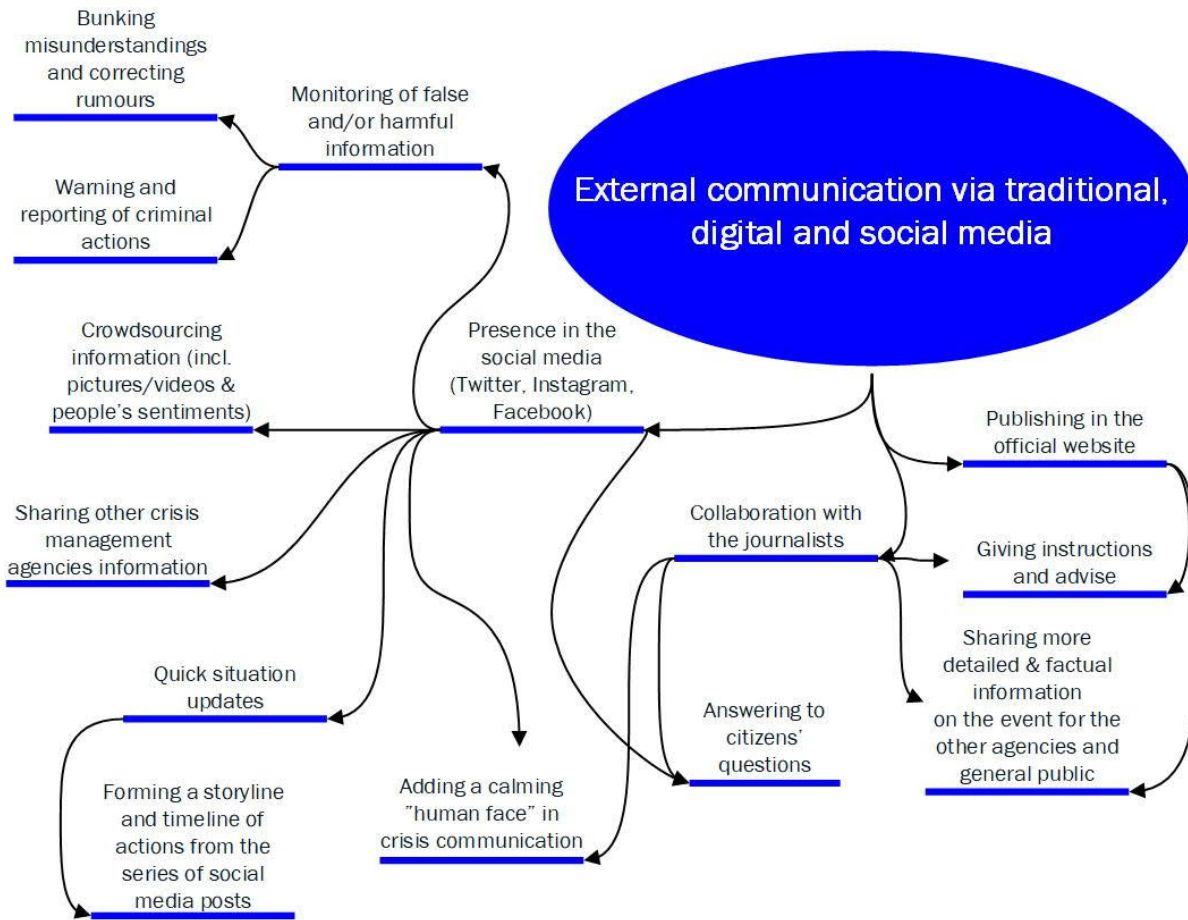 Bunking
misunderstandings
and correcting
rumours
Monitoring of false
and/or harmful
information
Warning and
reporting of criminal
actions
External communication via traditional,
digital and social media
Crowdsourcing
information (incl.
pictures/videos &
people's sentiments)
Presence in the
social media
(Twitter, Instagram,
Facebook)
Publishing in the
official website
Sharing other crisis
management
agencies information
Collaboration with
the journalists
Giving instructions
and advise
Sharing more
detailed & factual
information
on the event for the
other agencies and
general public
Quick situation
updates
Answering to
citizens'
questions
Adding a calming
"human face" in
crisis communication
Forming a storyline
and timeline of
actions from the
series of social
media posts